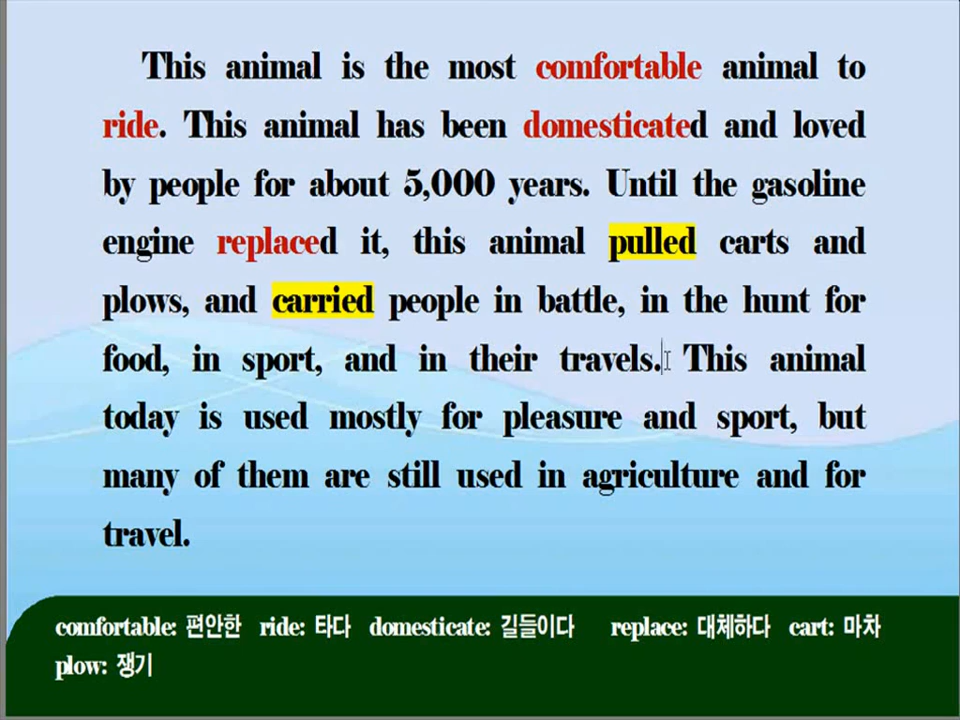 This animal is the most comfortable animal to
ride. This animal has been domesticated and loved
by people for about 5,000 years. Until the gasoline
engine replaced it, this animal pulled carts and
plows, and carried people in battle, in the hunt for
food, in sport, and in their travels. This animal
today is used mostly for pleasure and sport, but
many of them are still used in agriculture and for
travel.
comfortable: 편안한 ride: 타다 domesticate: 길들이다 replace: 대체하다 cart: 마차
plow: 쟁기